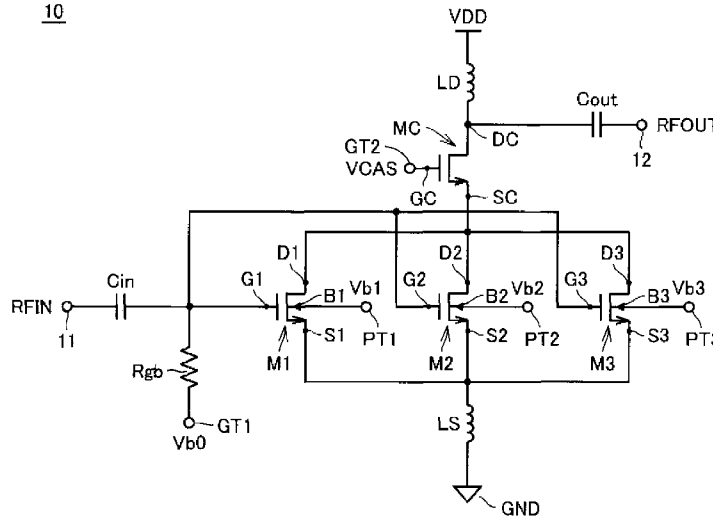 10
VDD
LD
Cout
RFOUT
12
MC
DC
GT2
VCAS
GC
SC
D1
D2
D3
RFIN
11
Cin
G1
B1
Vb1
G2
B2
Vb2
G3
B3
Vb3
S1
PT1
S2
PT2
S3
PT3
M1
M2
M3
Rgb
GT1
Vb0
LS
GND